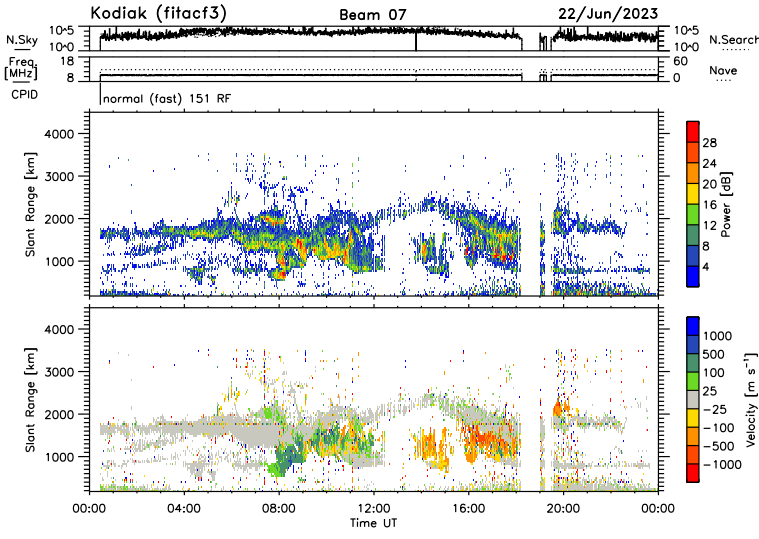 Kodiak (fitacf3) Beam 07 22/Jun/2023
N.Sky 10^5 10^5 N.Search
10^0 10^0
Freq. 18 60
[MHz] 8 0 Nave
CPID normal (fast) 151 RF
Slant Range [km]
4000
3000
2000
1000
28
24
20
16
12
8
4
Power [dB]
Slant Range [km]
4000
3000
2000
1000
1000
500
100
25
-25
-100
-500
-1000
Velocity [m s⁻¹]
00:00 04:00 08:00 12:00 16:00 20:00 00:00
Time UT